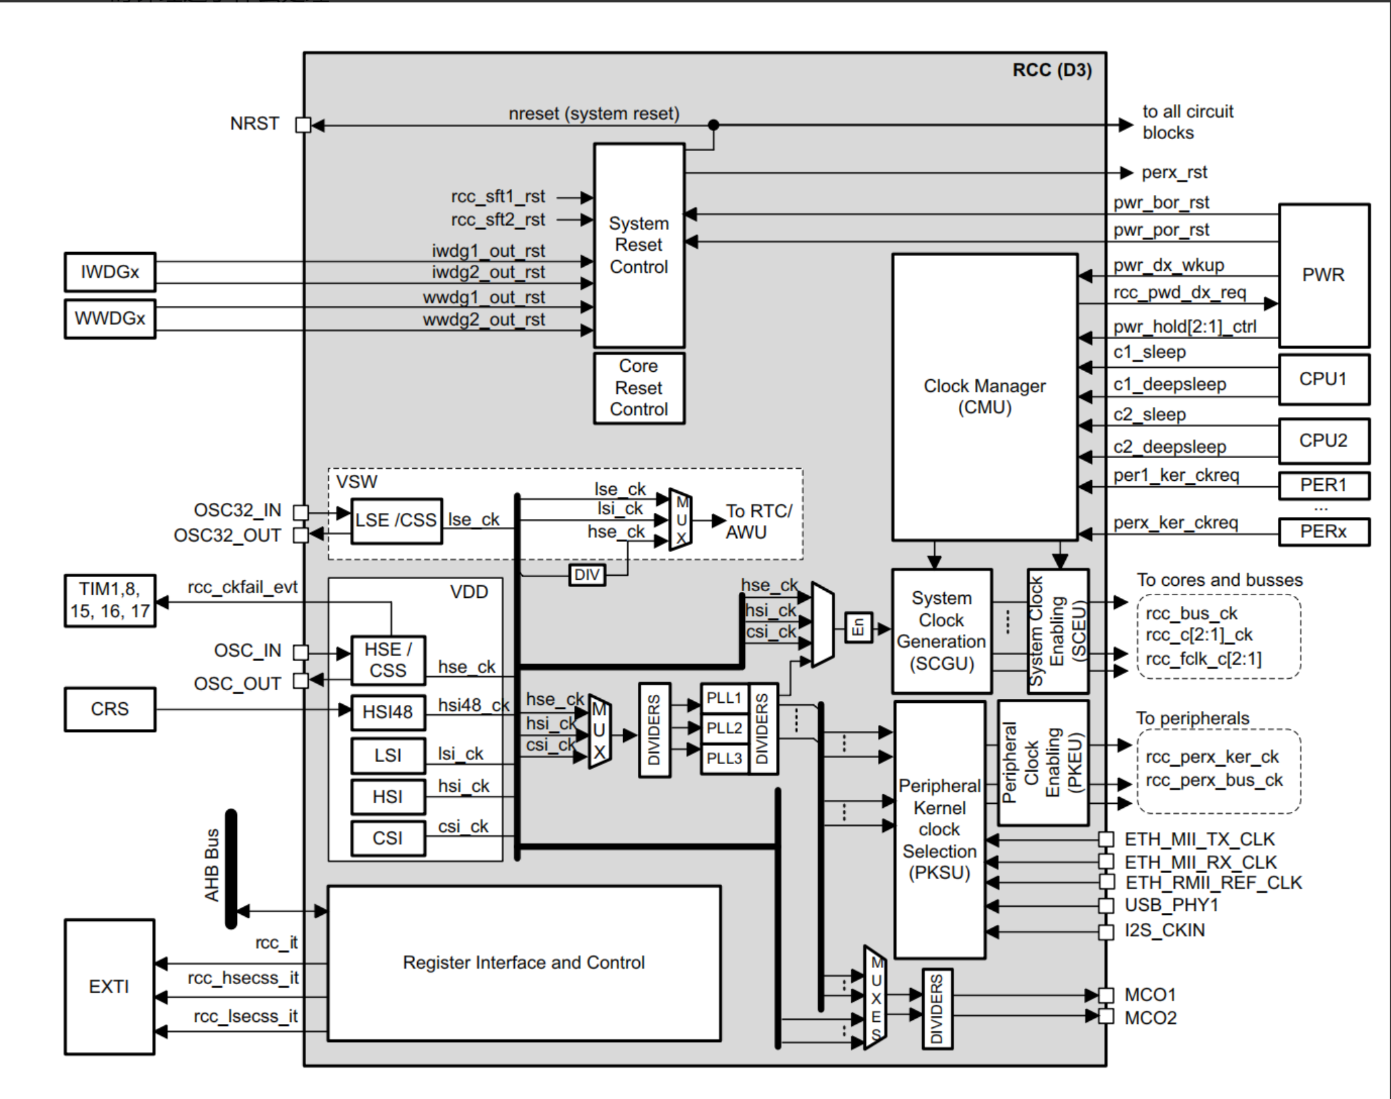 RCC (D3)
NRST
nreset (system reset)
to all circuit
blocks
perx_rst
rcc_sft1_rst
rcc_sft2_rst
System
Reset
Control
pwr_bor_rst
pwr_por_rst
IWDGx
iwdg1_out_rst
iwdg2_out_rst
WWDGx
wwdg1_out_rst
wwdg2_out_rst
pwr_dx_wkup
rcc_pwd_dx_req
pwr_hold[2:1]_ctrl
PWR
Core
Reset
Control
Clock Manager
(CMU)
c1_sleep
c1_deepsleep
CPU1
c2_sleep
c2_deepsleep
CPU2
per1_ker_ckreq
PER1
...
perx_ker_ckreq
PERx
VSW
OSC32_IN
OSC32_OUT
LSE /CSS
lse_ck
lse_ck
lsi_ck
hse_ck
MUX
To RTC/
AWU
DIV
TIM1,8,
15, 16, 17
rcc_ckfail_evt
VDD
OSC_IN
OSC_OUT
HSE /
CSS
hse_ck
CRS
HSI48
hsi48_ck
LSI
lsi_ck
HSI
hsi_ck
CSI
csi_ck
hse_ck
hsi_ck
csi_ck
En
hse_ck
hsi_ck
csi_ck
MUX
DIVIDERS
PLL1
PLL2
PLL3
DIVIDERS
System
Clock
Generation
(SCGU)
System Clock
Enabling
(SCEU)
To cores and busses
rcc_bus_ck
rcc_c[2:1]_ck
rcc_fclk_c[2:1]
Peripheral
Kernel
clock
Selection
(PKSU)
Peripheral
Clock
Enabling
(PKEU)
To peripherals
rcc_perx_ker_ck
rcc_perx_bus_ck
ETH_MII_TX_CLK
ETH_MII_RX_CLK
ETH_RMII_REF_CLK
USB_PHY1
I2S_CKIN
AHB Bus
EXTI
rcc_it
rcc_hsecss_it
rcc_lsecss_it
Register Interface and Control
MUXES
DIVIDERS
MCO1
MCO2